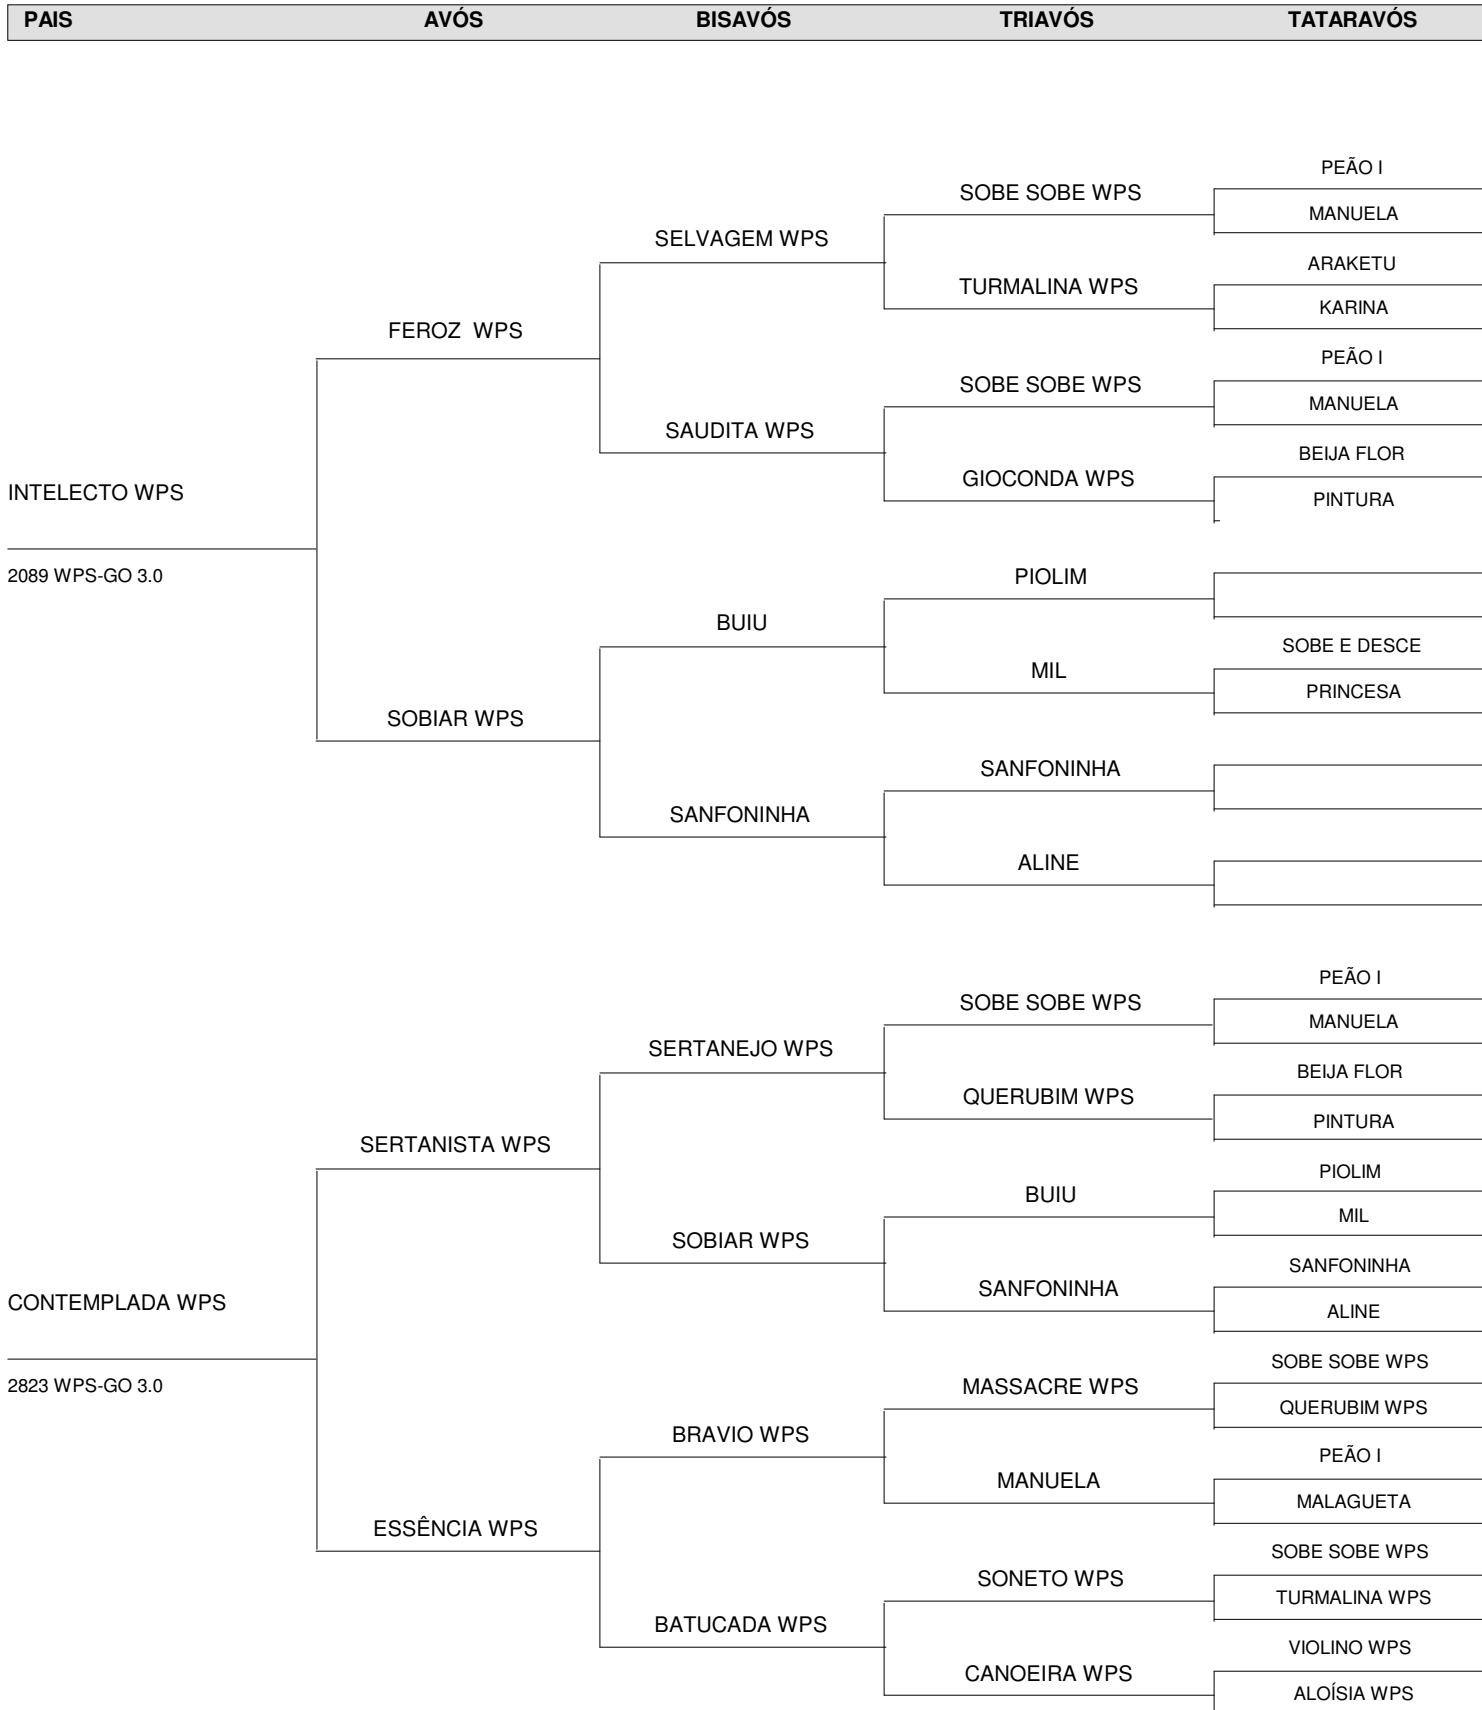 PAIS AVÓS BISAVÓS TRIAVÓS TATARAVÓS
PEÃO I
SOBE SOBE WPS
MANUELA
SELVAGEM WPS
ARAKETU
TURMALINA WPS
KARINA
FEROZ WPS
PEÃO I
SOBE SOBE WPS
MANUELA
SAUDITA WPS
BEIJA FLOR
GIOCONDA WPS
INTELECTO WPS
PINTURA
2089 WPS-GO 3.0
PIOLIM
BUIU
SOBE E DESCE
MIL
PRINCESA
SOBIAR WPS
SANFONINHA
SANFONINHA
ALINE
PEÃO I
SOBE SOBE WPS
MANUELA
SERTANEJO WPS
BEIJA FLOR
QUERUBIM WPS
PINTURA
SERTANISTA WPS
PIOLIM
BUIU
MIL
SOBIAR WPS
SANFONINHA
SANFONINHA
CONTEMPLADA WPS
ALINE
SOBE SOBE WPS
2823 WPS-GO 3.0
MASSACRE WPS
QUERUBIM WPS
BRAVIO WPS
PEÃO I
MANUELA
MALAGUETA
ESSÊNCIA WPS
SOBE SOBE WPS
SONETO WPS
TURMALINA WPS
BATUCADA WPS
VIOLINO WPS
CANOEIRA WPS
ALOÍSIA WPS